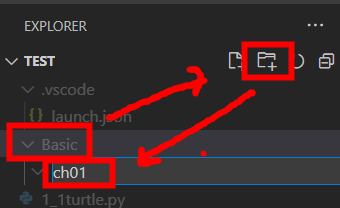 EXPLORER
TEST
.vscode
{} launch.json
Basic
ch01
1_1turtle.py